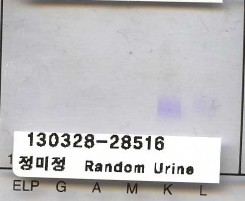 130328-28516
정미정 Random Urine
ELP G A M K L